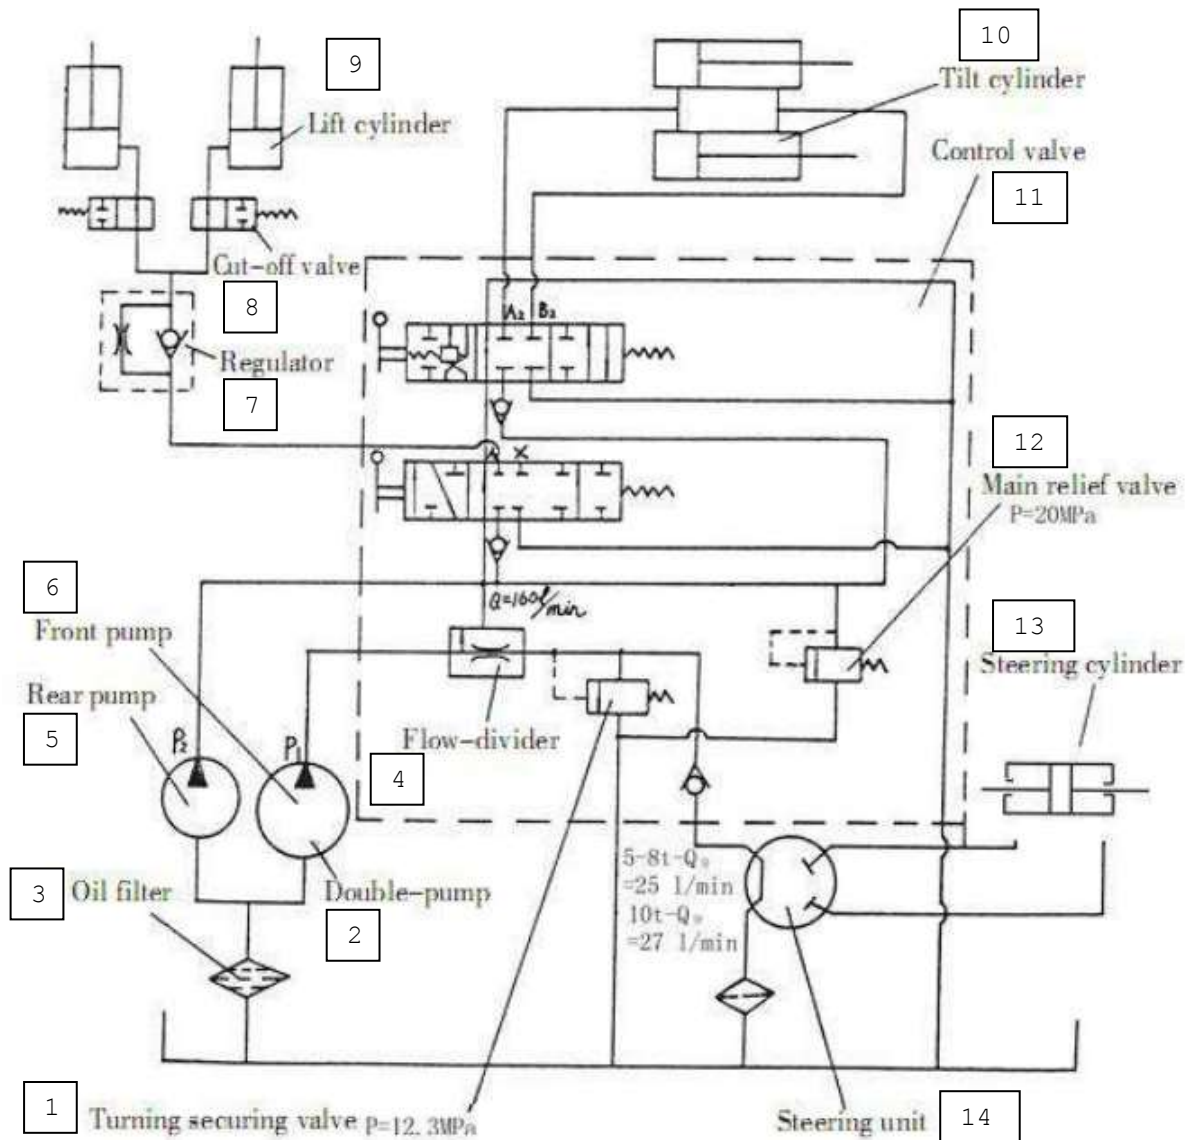 10
9
Tilt cylinder
Lift cylinder
Control valve
11
Cut-off valve
8
A₂ B₂
Regulator
7
12
Main relief valve
P=20MPa
6
Q=160l/min
Front pump
13
Steering cylinder
Rear pump
5
P₂
P₁
Flow-divider
4
5-8t-Q₀
=25 l/min
10t-Q₀
=27 l/min
3
Oil filter
Double-pump
2
1
Turning securing valve P=12.3MPa
Steering unit
14